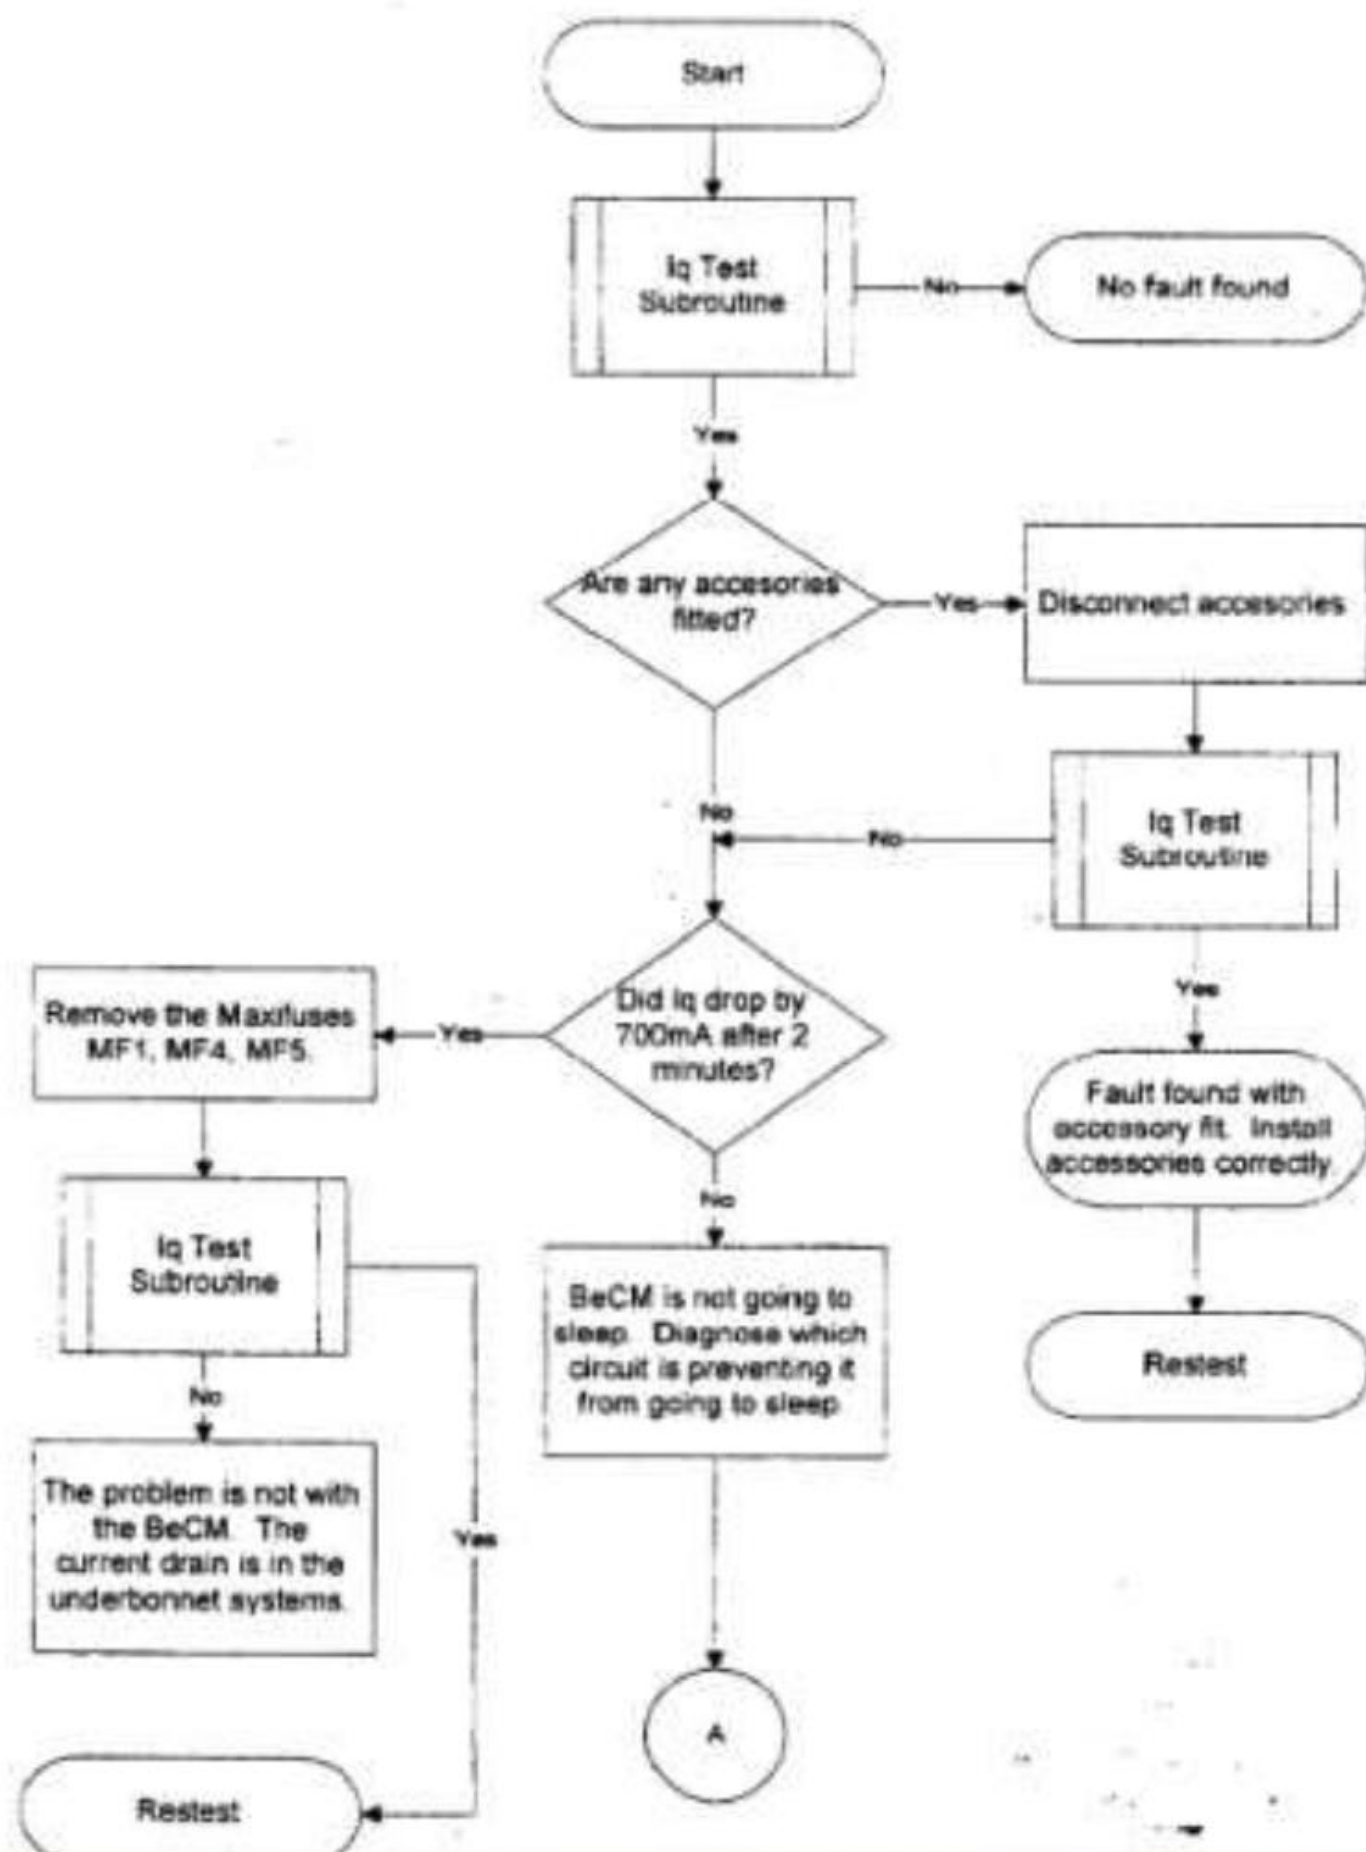 Start
Iq Test
Subroutine
No
No fault found
Yes
Are any accesories
fitted?
Yes
Disconnect accesories
No
No
Iq Test
Subroutine
Yes
Fault found with
accessory fit. Install
accessories correctly.
Restest
Did Iq drop by
700mA after 2
minutes?
Yes
Remove the Maxifuses
MF1, MF4, MF5.
Iq Test
Subroutine
No
The problem is not with
the BeCM. The
current drain is in the
underbonnet systems.
Yes
Restest
No
BeCM is not going to
sleep. Diagnose which
circuit is preventing it
from going to sleep
A